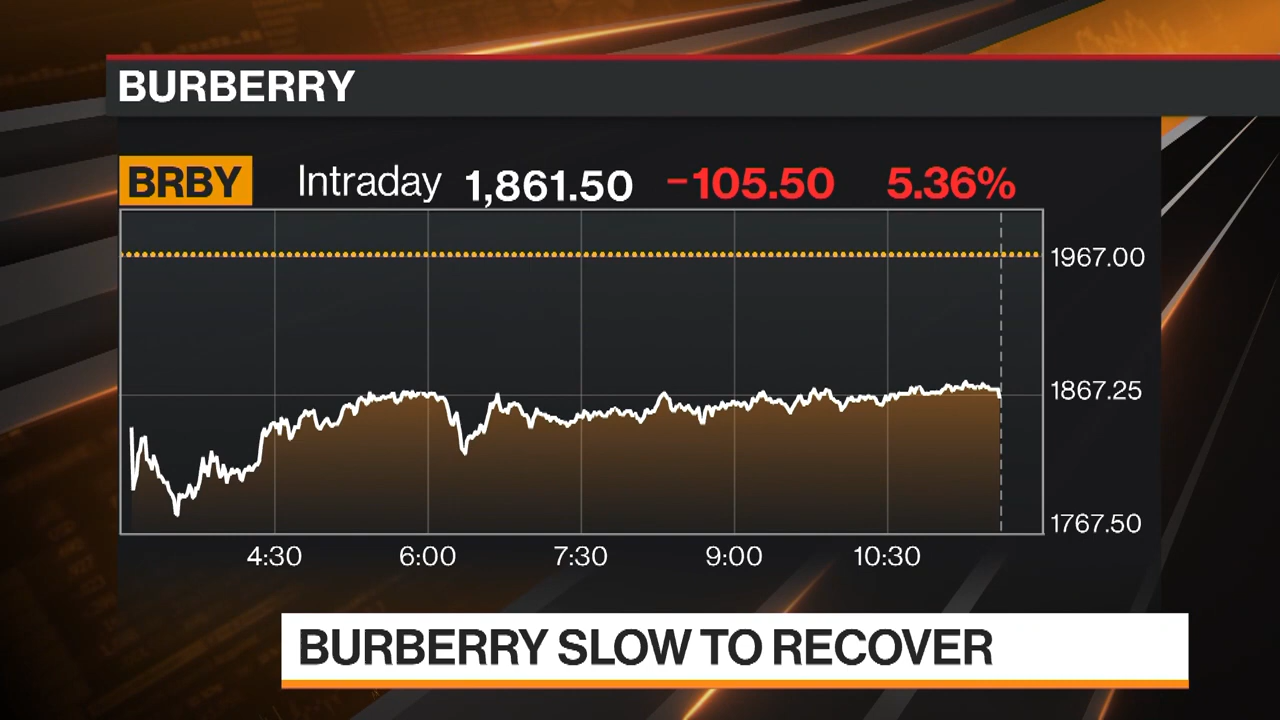 BURBERRY
BRBY Intraday 1,861.50 -105.50 5.36%
1967.00
1867.25
1767.50
4:30 6:00 7:30 9:00 10:30
BURBERRY SLOW TO RECOVER